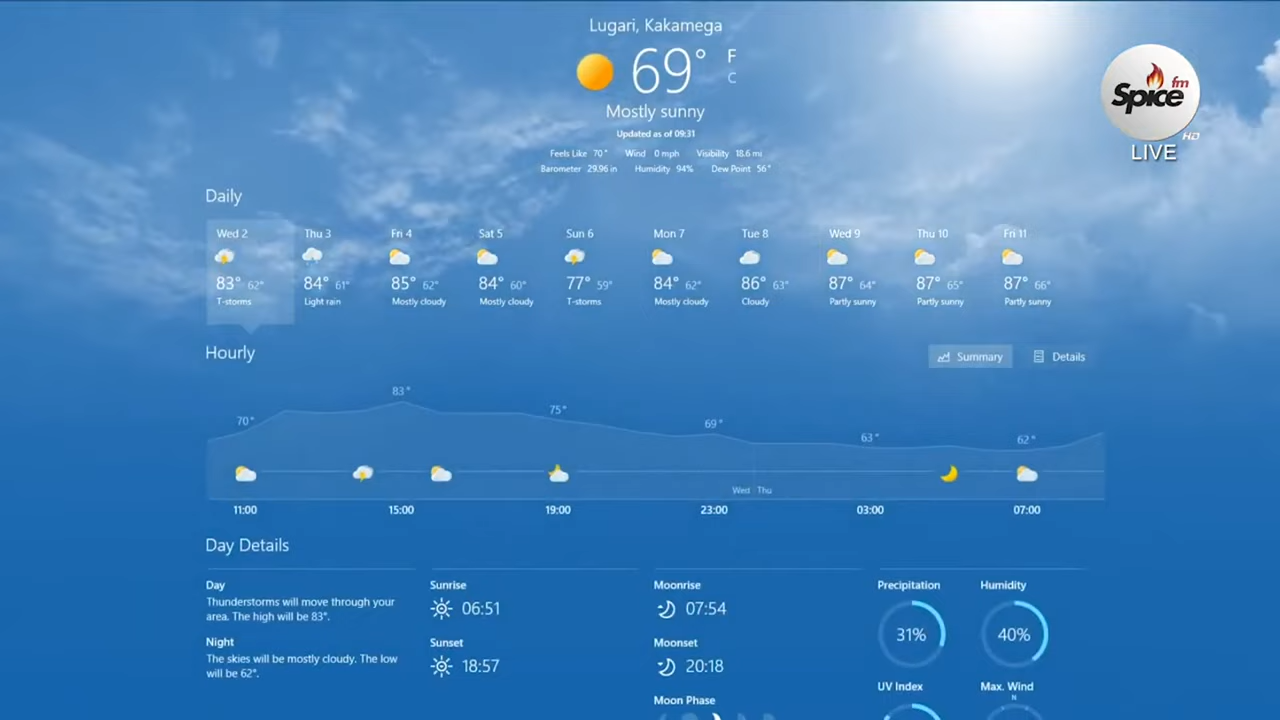 Lugari, Kakamega
69° F
C
Mostly sunny
Updated as of 09:31
Feels Like 70° Wind 0 mph Visibility 18.6 mi
Barometer 29.96 in Humidity 94% Dew Point 56°
Spice fm
HD
LIVE
Daily
Wed 2 Thu 3 Fri 4 Sat 5 Sun 6 Mon 7 Tue 8 Wed 9 Thu 10 Fri 11
83° 62° 84° 61° 85° 62° 84° 60° 77° 59° 84° 62° 86° 63° 87° 64° 87° 65° 87° 66°
T-storms Light rain Mostly cloudy Mostly cloudy T-storms Mostly cloudy Cloudy Partly sunny Partly sunny Partly sunny
Hourly
Summary Details
70° 83° 75° 69° 63° 62°
Wed Thu
11:00 15:00 19:00 23:00 03:00 07:00
Day Details
Day
Thunderstorms will move through your
area. The high will be 83°.
Night
The skies will be mostly cloudy. The low
will be 62°.
Sunrise
06:51
Sunset
18:57
Moonrise
07:54
Moonset
20:18
Moon Phase
Precipitation Humidity
31% 40%
UV Index Max. Wind
N